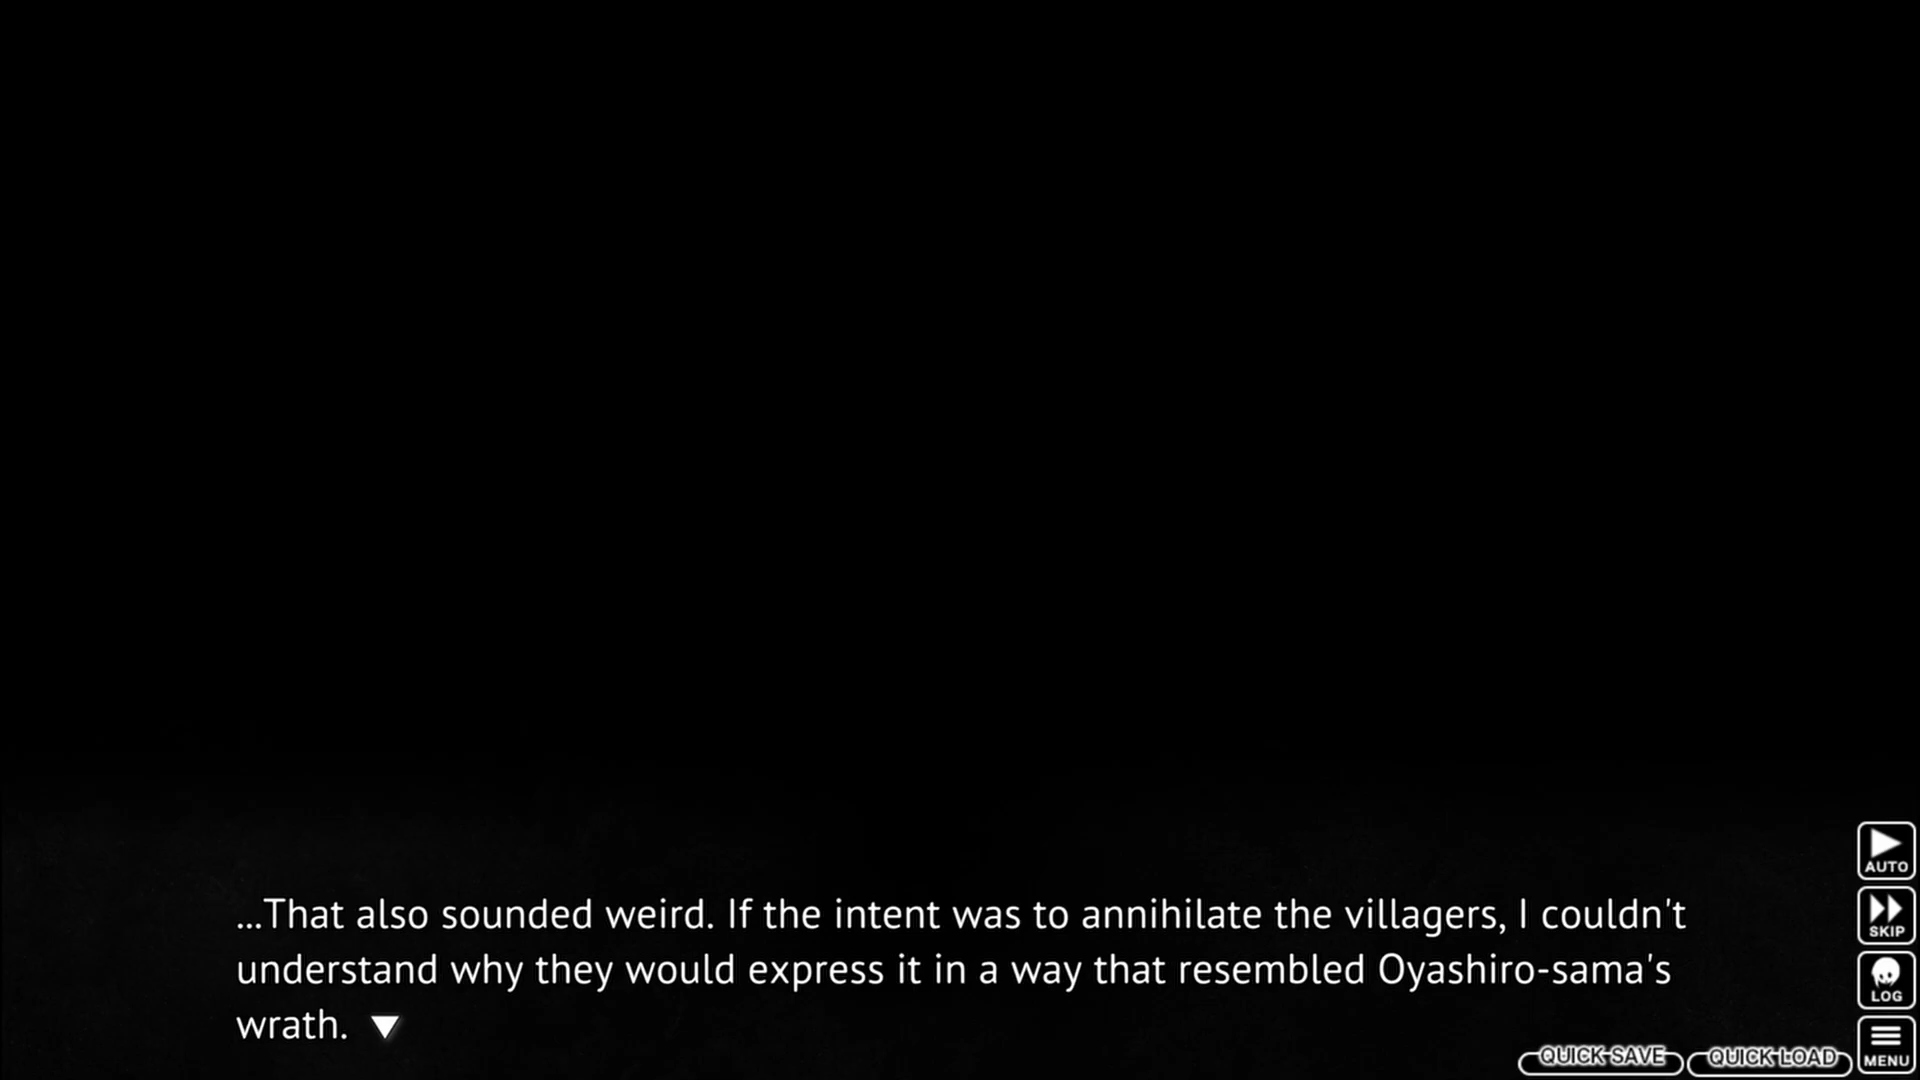 ...That also sounded weird. If the intent was to annihilate the villagers, I couldn't
understand why they would express it in a way that resembled Oyashiro-sama's
wrath.
AUTO
SKIP
LOG
MENU
QUICK SAVE
QUICK LOAD